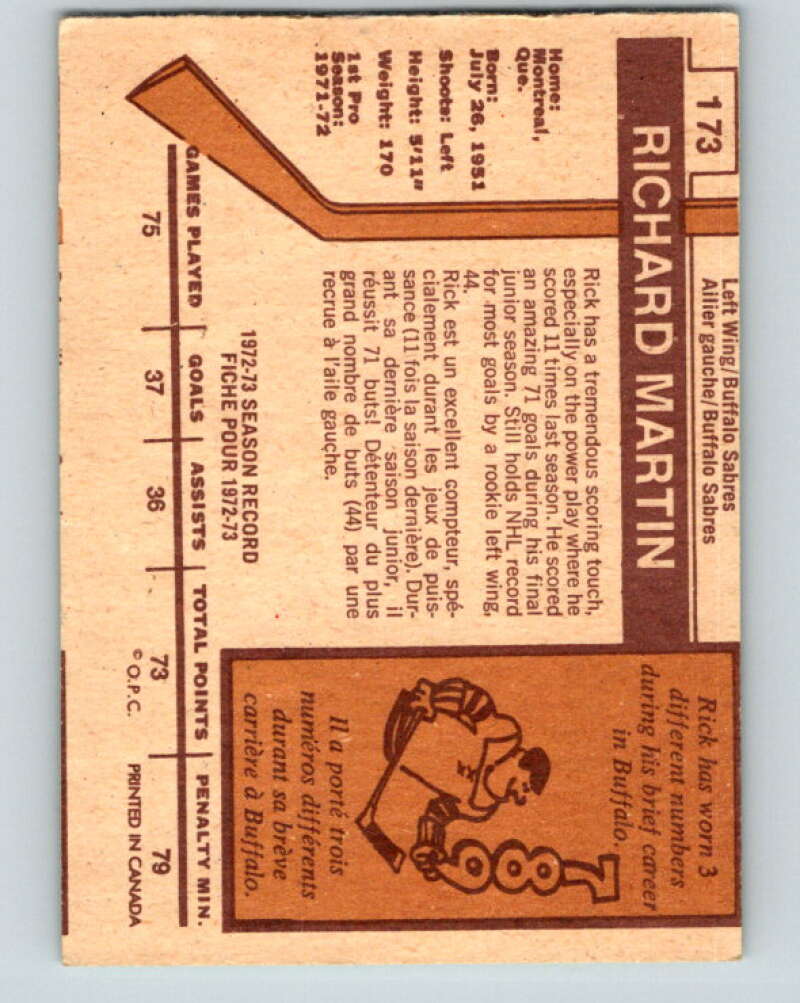 173
Left Wing/Buffalo Sabres
Ailier gauche/Buffalo Sabres
RICHARD MARTIN
Home:
Montreal,
Que.
Born:
July 26, 1951
Shoots: Left
Height: 5'11"
Weight: 170
1st Pro
Season:
1971-72
Rick has a tremendous scoring touch,
especially on the power play where he
scored 11 times last season. He scored
an amazing 71 goals during his final
junior season. Still holds NHL record
for most goals by a rookie left wing,
44.
Rick est un excellent compteur, spé-
cialement durant les jeux de puis-
sance (11 fois la saison dernière). Dur-
ant sa dernière saison junior, il
réussit 71 buts! Détenteur du plus
grand nombre de buts (44) par une
recrue à l'aile gauche.
Rick has worn 3
different numbers
during his brief career
in Buffalo.
7
8
9
Il a porté trois
numéros différents
durant sa brève
carrière à Buffalo.
1972-73 SEASON RECORD
FICHE POUR 1972-73
GAMES PLAYED GOALS ASSISTS TOTAL POINTS PENALTY MIN.
75 37 36 73 79
© O.P.C. PRINTED IN CANADA